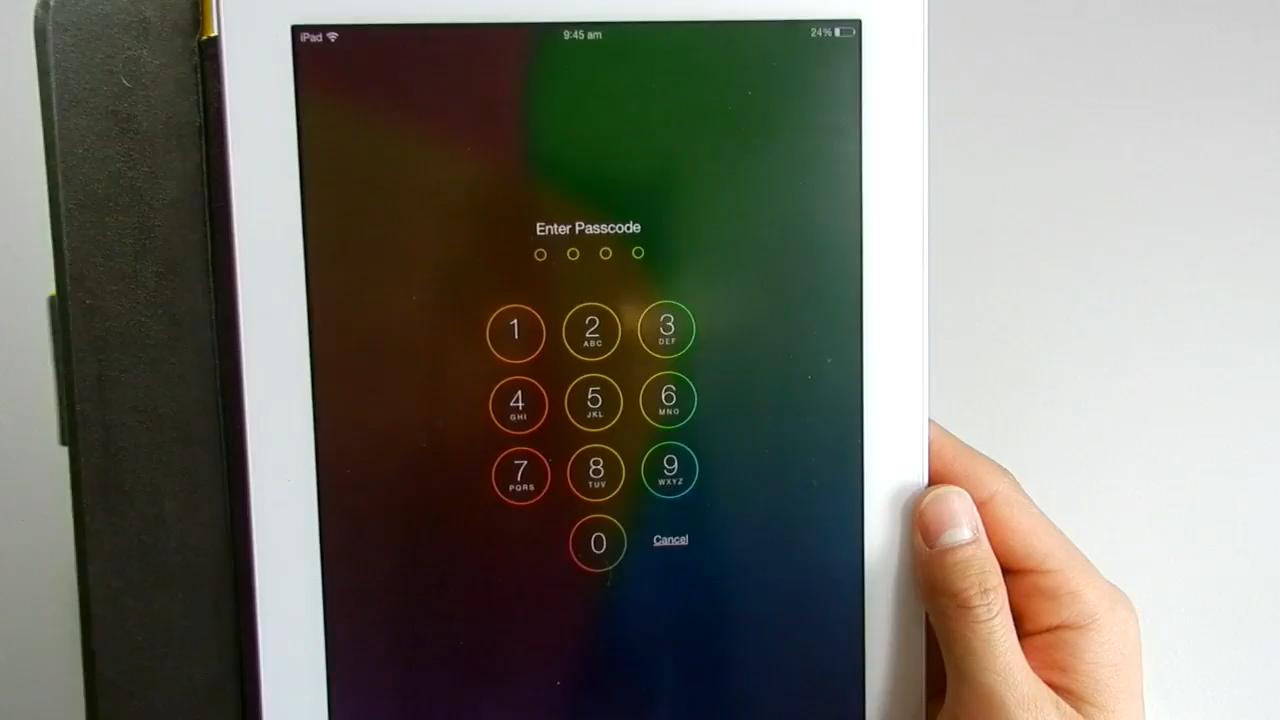 iPad 9:45 am 24%
Enter Passcode
1 2 3
ABC DEF
4 5 6
GHI JKL MNO
7 8 9
PQRS TUV WXYZ
0 Cancel